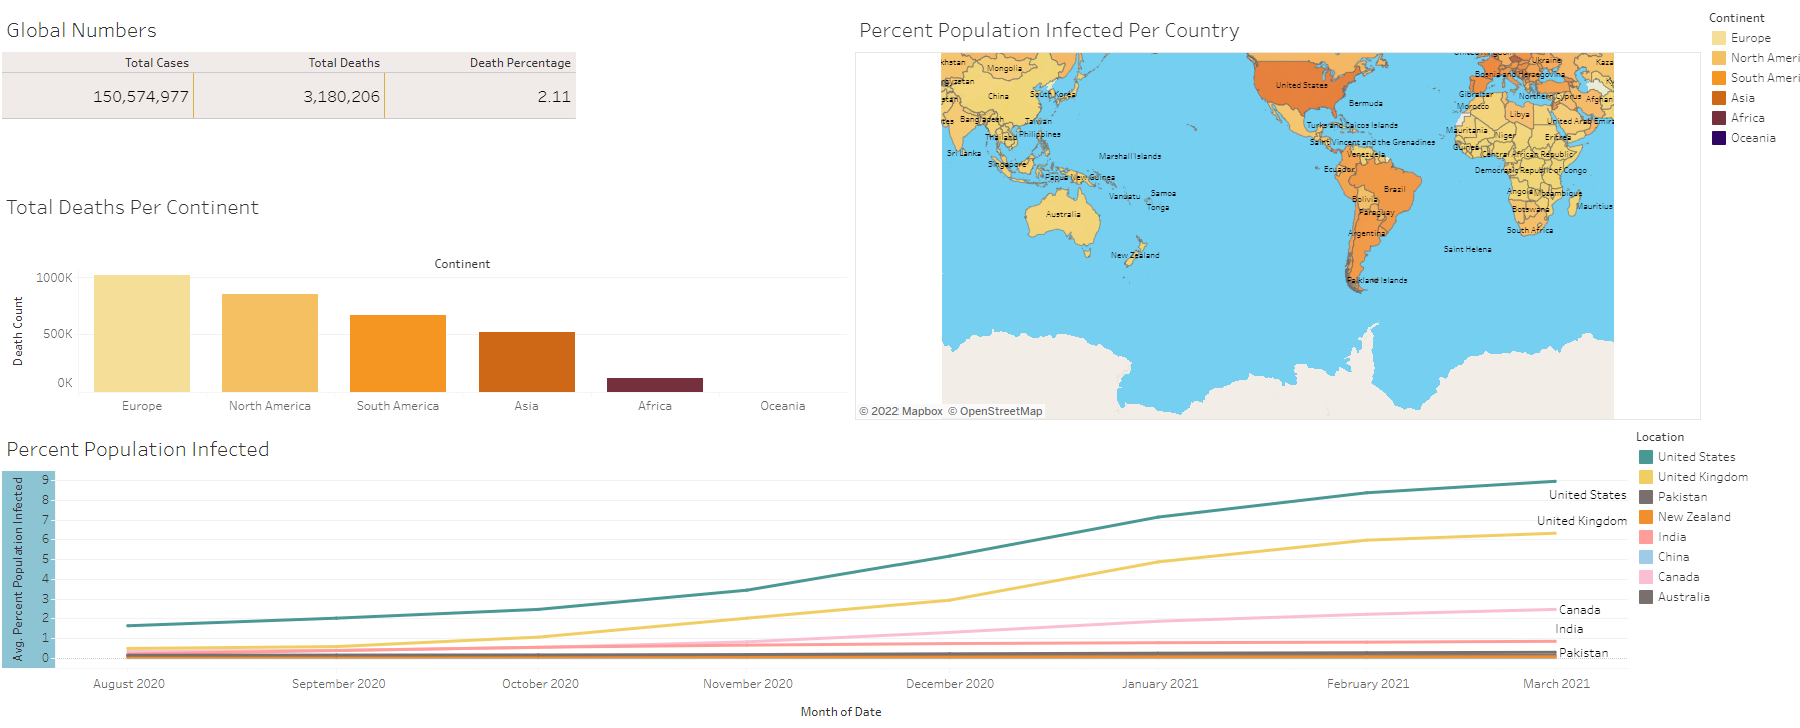 Global Numbers
Total Cases Total Deaths Death Percentage
150,574,977 3,180,206 2.11
Total Deaths Per Continent
Continent
Death Count
1000K
500K
0K
Europe North America South America Asia Africa Oceania
Percent Population Infected Per Country
Mongolia
China
South Korea
Bangladesh
Taiwan
Thailand
Philippines
Sri Lanka
Singapore
Marshall Islands
Papua New Guinea
Vanuatu
Samoa
Tonga
Australia
New Zealand
United States
Bermuda
Turks and Caicos Islands
Saint Vincent and the Grenadines
Venezuela
Ecuador
Brazil
Bolivia
Paraguay
Argentina
Falkland Islands
Saint Helena
Ukraine
Bosnia and Herzegovina
Gibraltar
Northern Cyprus
Afghan
Kaza
Morocco
Libya
United Arab Emira
Mauritania
Niger
Eritrea
Guinea
Central African Republic
Democratic Republic of Congo
Angola
Mozambique
Botswana
Mauritius
South Africa
© 2022 Mapbox © OpenStreetMap
Continent
Europe
North Ameri
South Ameri
Asia
Africa
Oceania
Percent Population Infected
Avg. Percent Population Infected
9
8
7
6
5
4
3
2
1
0
United States
United Kingdom
Canada
India
Pakistan
August 2020 September 2020 October 2020 November 2020 December 2020 January 2021 February 2021 March 2021
Month of Date
Location
United States
United Kingdom
Pakistan
New Zealand
India
China
Canada
Australia